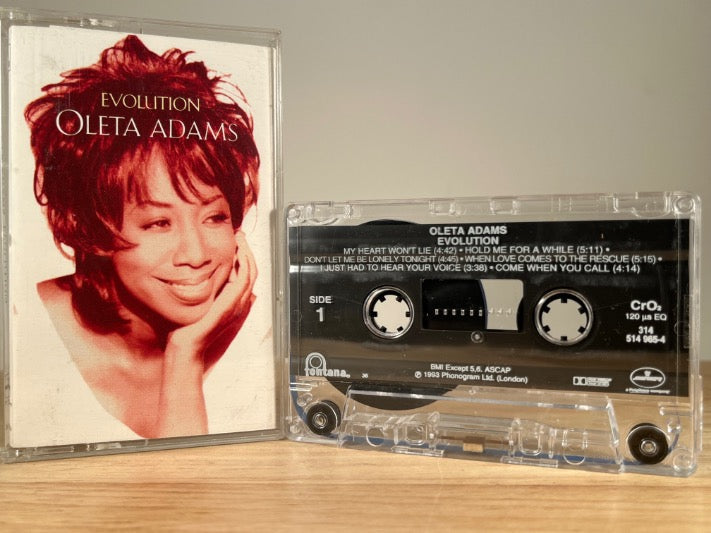 EVOLUTION
OLETA ADAMS
OLETA ADAMS
EVOLUTION
MY HEART WON'T LIE (4:42) • HOLD ME FOR A WHILE (5:11) •
DON'T LET ME BE LONELY TONIGHT (4:45) • WHEN LOVE COMES TO THE RESCUE (5:15) •
I JUST HAD TO HEAR YOUR VOICE (3:38) • COME WHEN YOU CALL (4:14)
SIDE
1
CrO₂
120 µs EQ
314
514 965-4
fontana
36
BMI Except 5,6. ASCAP
℗ 1993 Phonogram Ltd. (London)